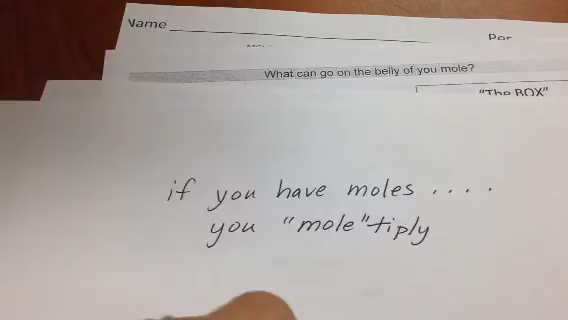 Name
What can go on the belly of you mole?
"The BOX"
if you have moles ....
you "mole"tiply